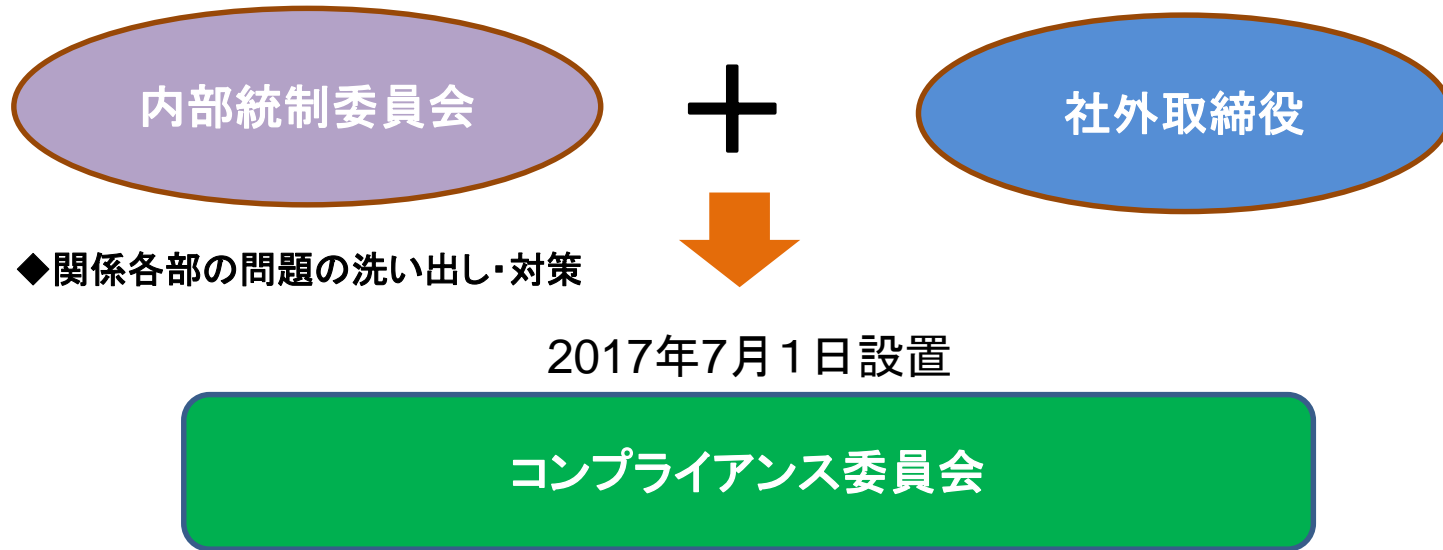 内部統制委員会
社外取締役
◆関係各部の問題の洗い出し・対策
2017年7月１日設置
コンプライアンス委員会